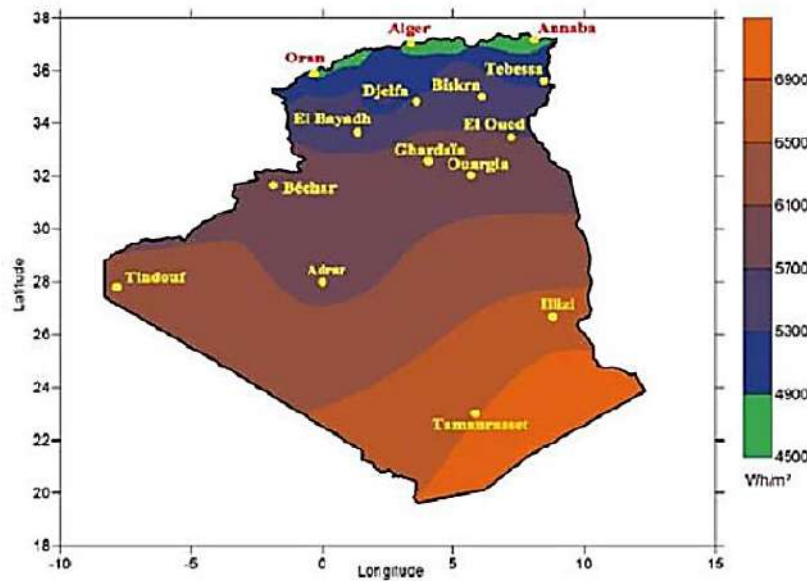 38
Alger
Annaba
Oran
36
Tebessa
Djelfa
Biskra
34
El Bayadh
El Oued
Ghardaïa
Ouargla
32
Béchar
30
28
Tindouf
Adrar
Illizi
26
24
Tamanrasset
22
20
18
-10
-5
0
5
10
15
Latitude
Longitude
6900
6500
6100
5700
5300
4900
4500
Wh/m²